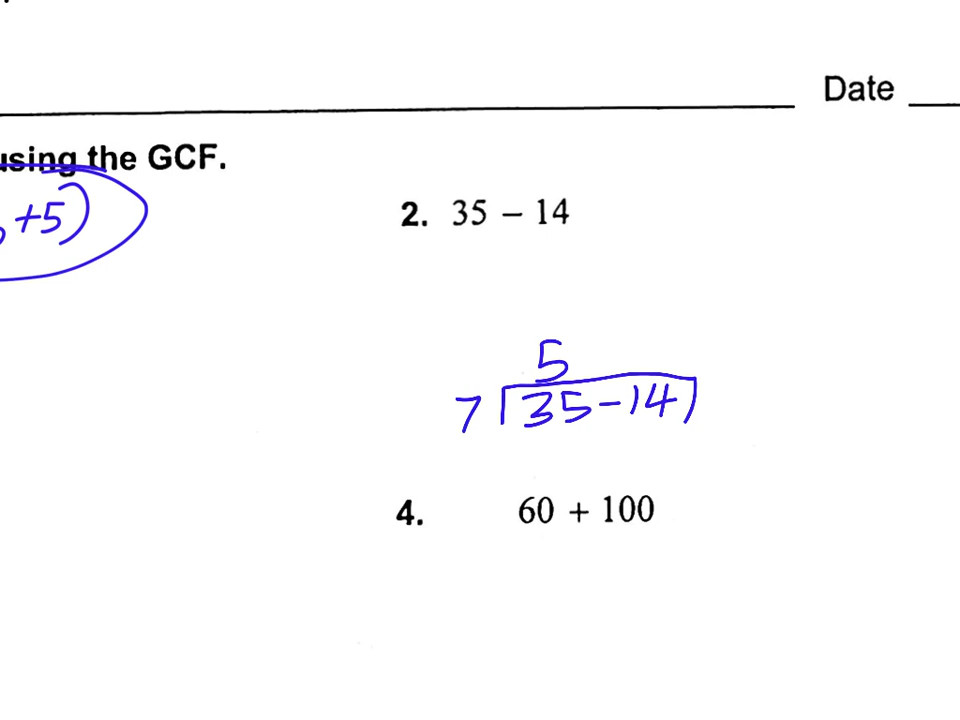 Date
using the GCF.
+5)
2. 35 − 14
5
7 35 − 14
4. 60 + 100